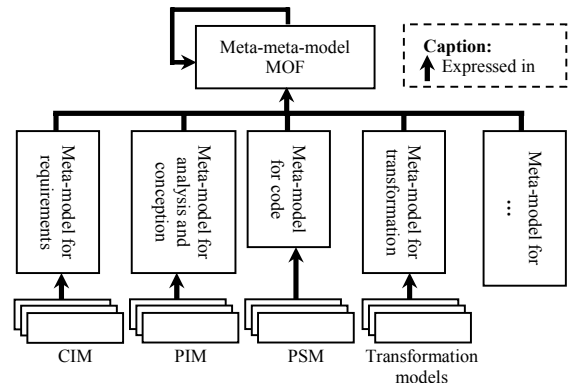 Meta-meta-model
MOF
Caption:
Expressed in
Meta-model for
requirements
Meta-model for
analysis and
conception
Meta-model
for code
Meta-model for
transformation
Meta-model for
...
CIM
PIM
PSM
Transformation
models